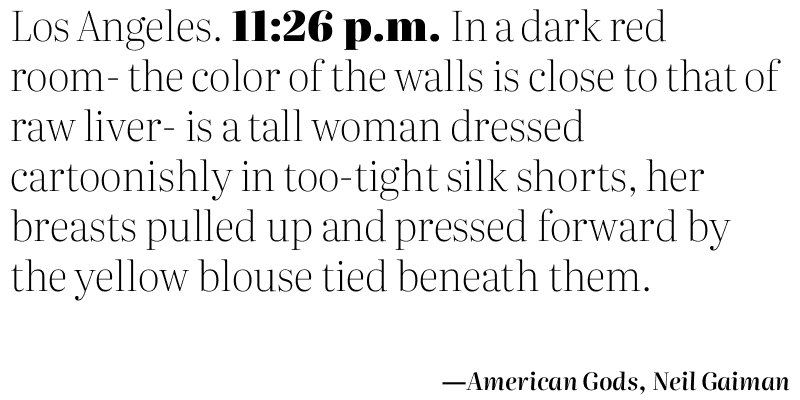 Los Angeles. 11:26 p.m. In a dark red
room- the color of the walls is close to that of
raw liver- is a tall woman dressed
cartoonishly in too-tight silk shorts, her
breasts pulled up and pressed forward by
the yellow blouse tied beneath them.
—American Gods, Neil Gaiman